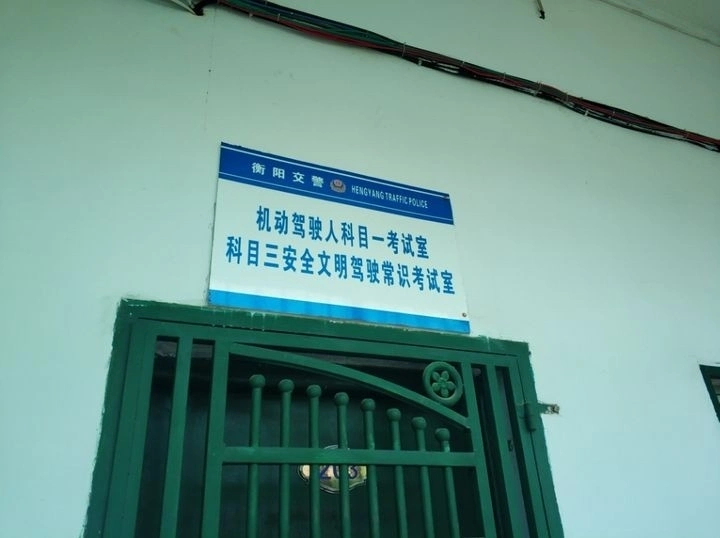 衡阳交警 HENGYANG TRAFFIC POLICE
机动驾驶人科目一考试室
科目三安全文明驾驶常识考试室